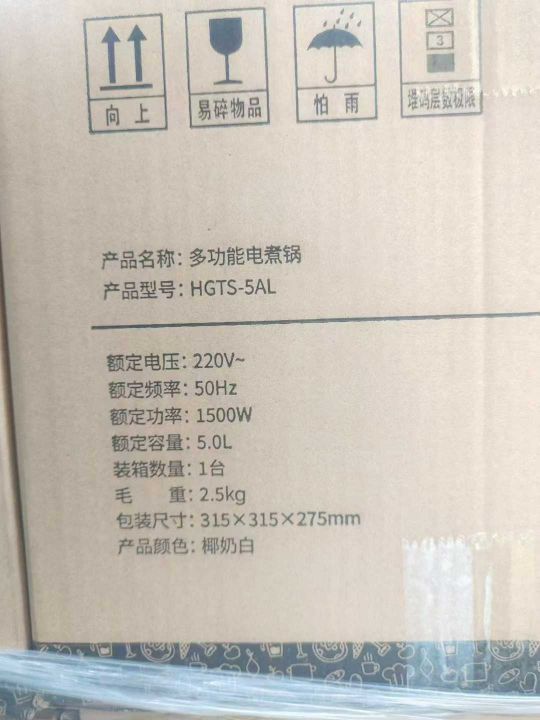 3
向上 易碎物品 怕雨 堆码层数极限
产品名称：多功能电煮锅
产品型号：HGTS-5AL
额定电压：220V~
额定频率：50Hz
额定功率：1500W
额定容量：5.0L
装箱数量：1台
毛　　重：2.5kg
包装尺寸：315×315×275mm
产品颜色：椰奶白